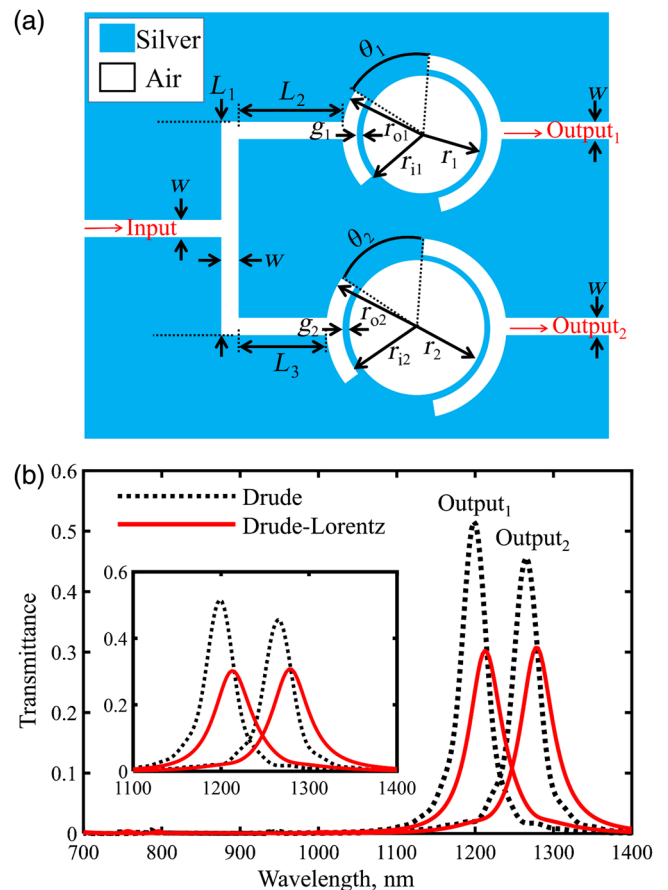 (a)
Silver
Air
L1
L2
θ1
g1
ro1
ri1
r1
w
Output1
w
Input
w
θ2
g2
ro2
ri2
r2
w
Output2
L3
(b)
0.6
0.5
0.4
0.3
0.2
0.1
0
Transmittance
Drude
Drude-Lorentz
Output1
Output2
0.6
0.4
0.2
0
1100 1200 1300 1400
700 800 900 1000 1100 1200 1300 1400
Wavelength, nm